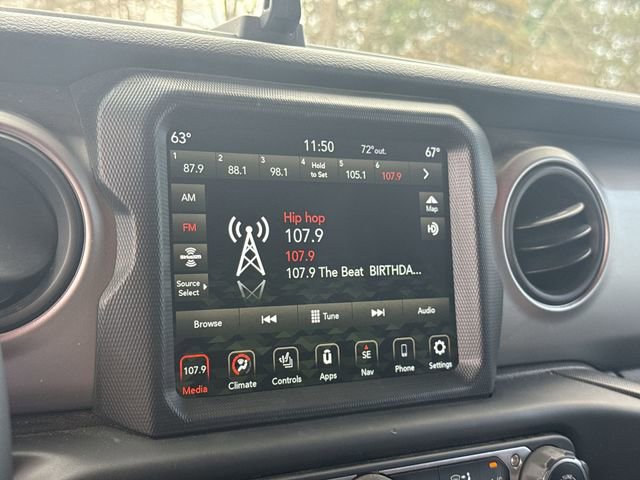 63° 11:50 72°out. 67°
1 87.9 2 88.1 3 98.1 4 Hold to Set 5 105.1 6 107.9
AM
Map
FM
Hip hop
107.9
HD
SiriusXM
107.9
Source Select
107.9 The Beat BIRTHDA...
Browse Tune Audio
107.9 SE
Media Climate Controls Apps Nav Phone Settings